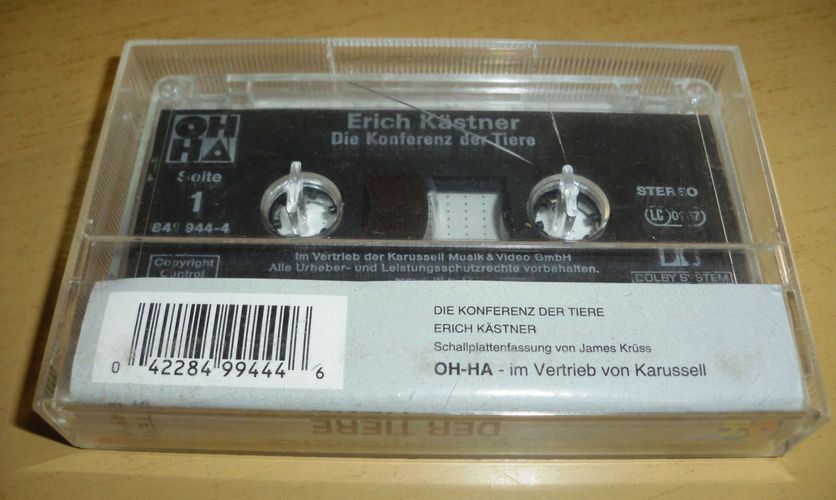 OH
HA
Erich Kästner
Die Konferenz der Tiere
Seite
1
944-4
STEREO
LC
Im Vertrieb der Karussell Musik & Video GmbH
Alle Urheber- und Leistungsschutzrechte vorbehalten.
Copyright
Control
DOLBY SYSTEM
DIE KONFERENZ DER TIERE
ERICH KÄSTNER
Schallplattenfassung von James Krüss
OH-HA - im Vertrieb von Karussell
0 42284 99444 6
DER TIERE